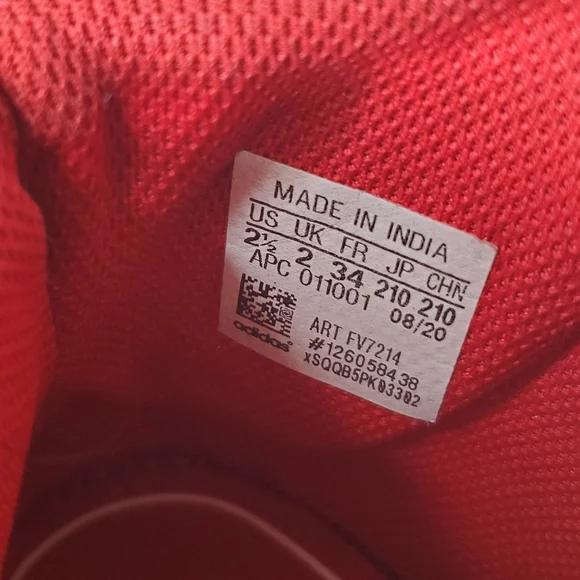 MADE IN INDIA
US UK FR JP CHN
2½ 2 34 210 210
APC 011001 08/20
ART FV7214
#126058438
xSQQB5PK03302
adidas